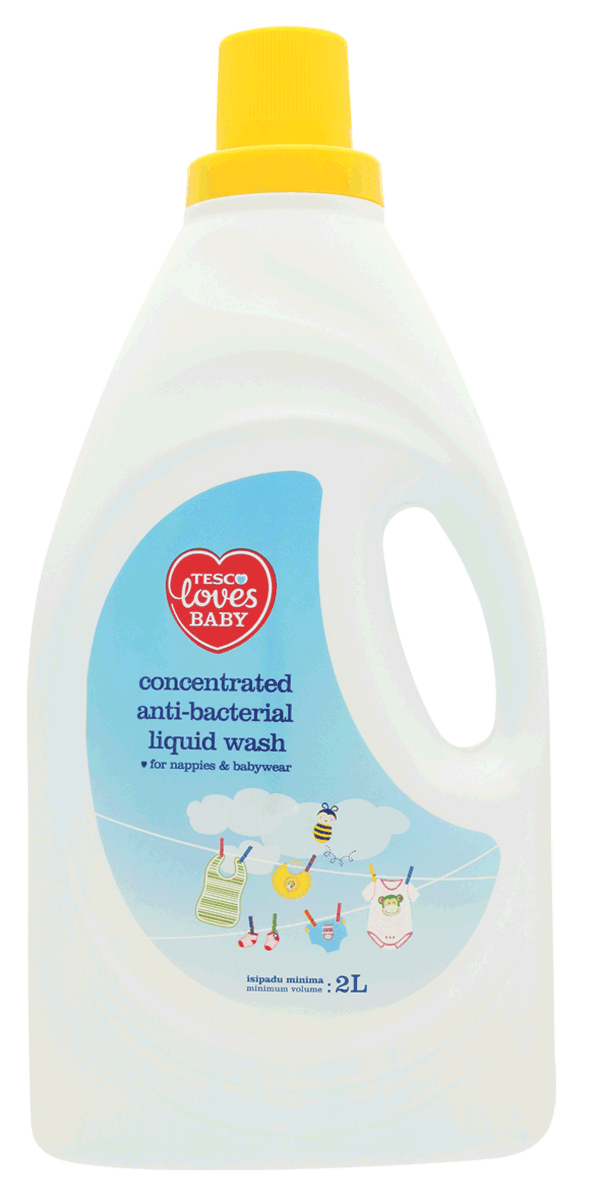 TESCO
loves
BABY
concentrated
anti-bacterial
liquid wash
♥ for nappies & babywear
isipadu minima
minimum volume : 2L